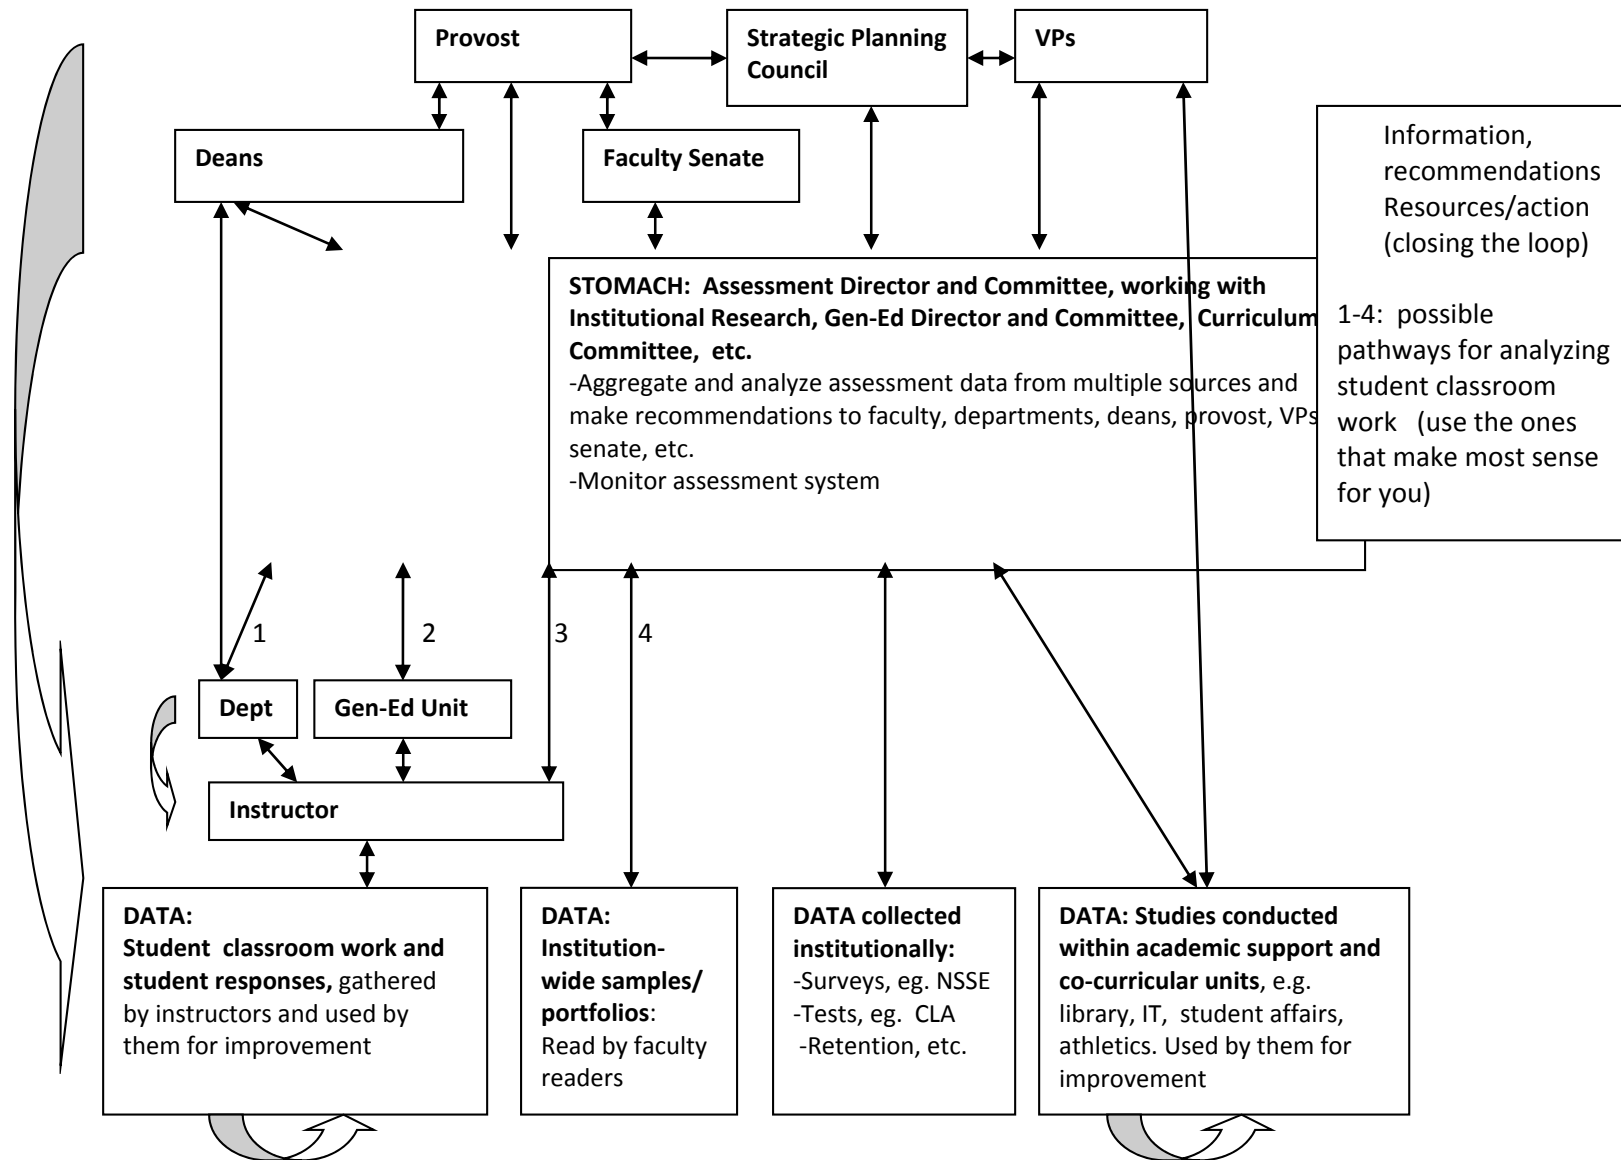 Provost
Strategic Planning
Council
VPs
Deans
Faculty Senate
Information,
recommendations
Resources/action
(closing the loop)
1-4: possible
pathways for analyzing
student classroom
work (use the ones
that make most sense
for you)
STOMACH: Assessment Director and Committee, working with
Institutional Research, Gen-Ed Director and Committee, Curriculum
Committee, etc.
-Aggregate and analyze assessment data from multiple sources and
make recommendations to faculty, departments, deans, provost, VPs
senate, etc.
-Monitor assessment system
1
2
3
4
Dept
Gen-Ed Unit
Instructor
DATA:
Student classroom work and
student responses, gathered
by instructors and used by
them for improvement
DATA:
Institution-
wide samples/
portfolios:
Read by faculty
readers
DATA collected
institutionally:
-Surveys, eg. NSSE
-Tests, eg. CLA
-Retention, etc.
DATA: Studies conducted
within academic support and
co-curricular units, e.g.
library, IT, student affairs,
athletics. Used by them for
improvement